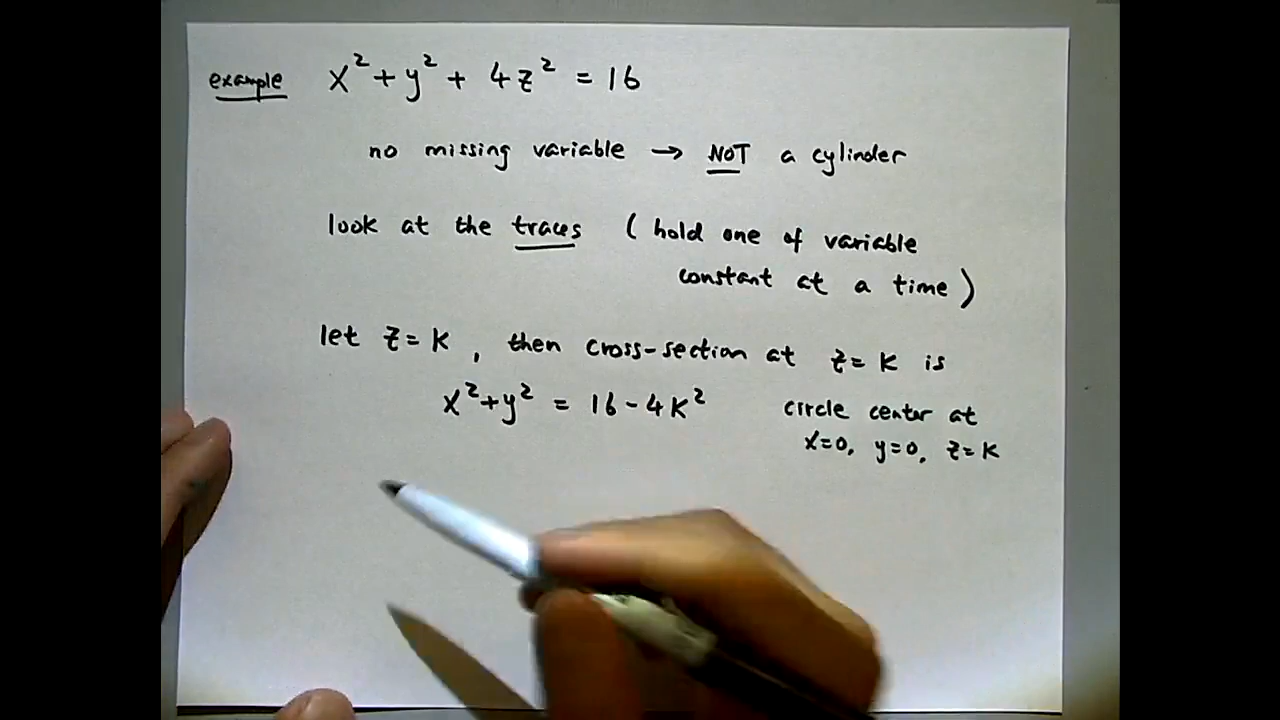 example x² + y² + 4z² = 16
no missing variable → NOT a cylinder
look at the traces ( hold one of variable
constant at a time )
let z = k , then cross-section at z = k is
x² + y² = 16 - 4k² circle center at
x=0, y=0, z=k